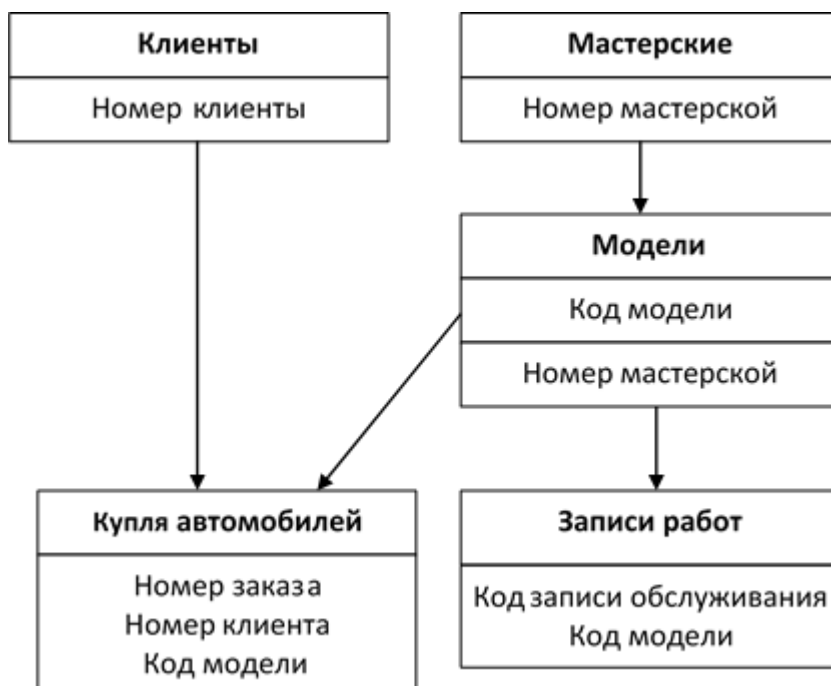 Клиенты
Номер клиенты
Мастерские
Номер мастерской
Модели
Код модели
Номер мастерской
Купля автомобилей
Номер заказа
Номер клиента
Код модели
Записи работ
Код записи обслуживания
Код модели